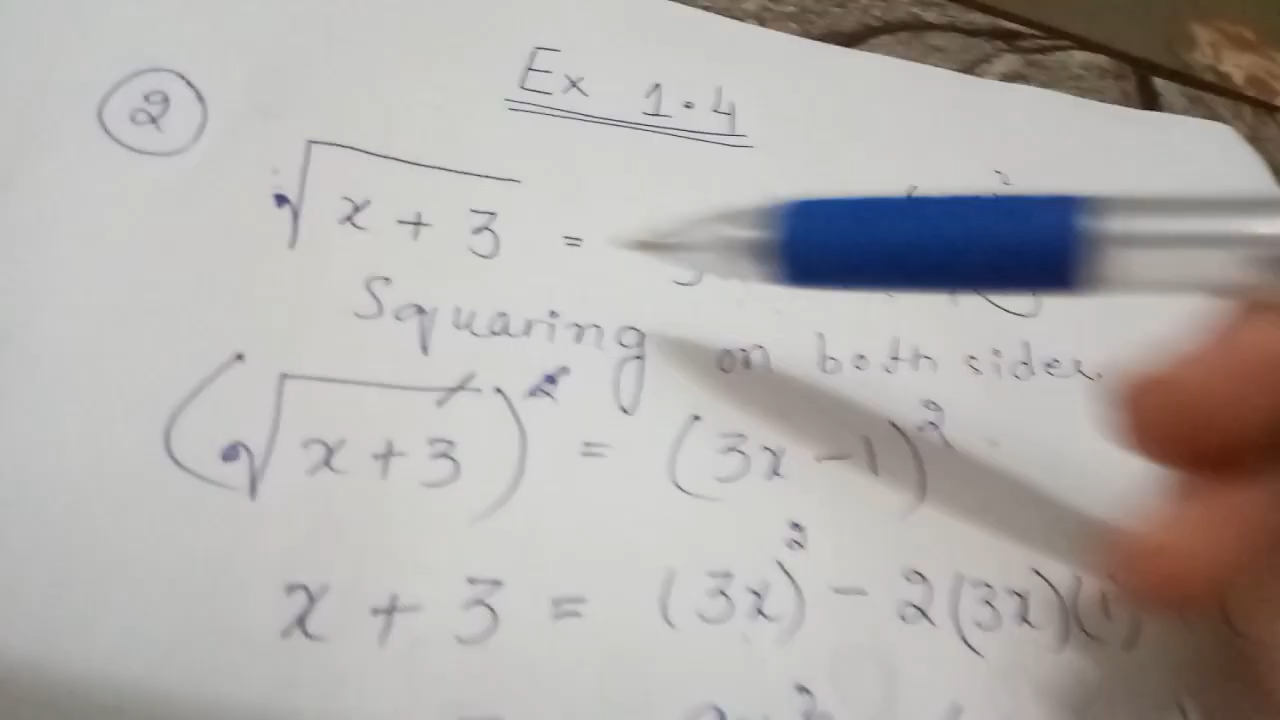 Ex 1.4
2
√x + 3 =
Squaring on both sides.
(√x + 3)² = (3x - 1)²
x + 3 = (3x)² - 2(3x)(1)